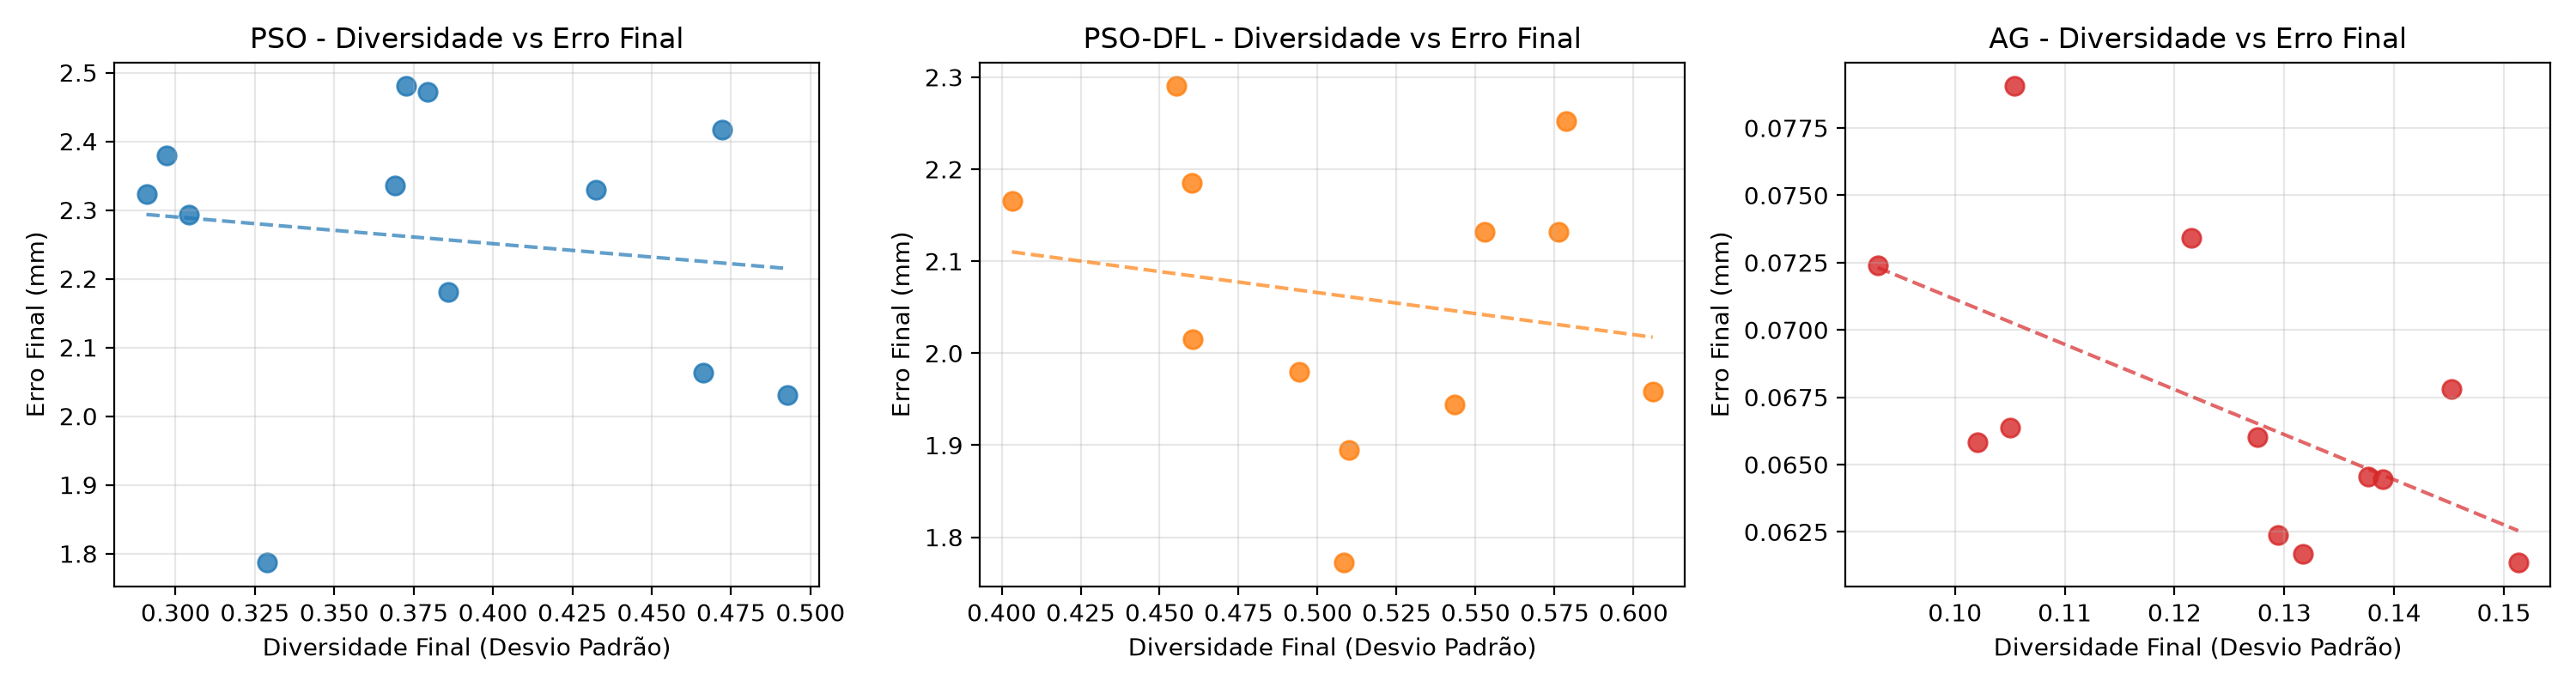 PSO - Diversidade vs Erro Final
2.5
2.4
2.3
2.2
2.1
2.0
1.9
1.8
Erro Final (mm)
0.300 0.325 0.350 0.375 0.400 0.425 0.450 0.475 0.500
Diversidade Final (Desvio Padrão)
PSO-DFL - Diversidade vs Erro Final
2.3
2.2
2.1
2.0
1.9
1.8
Erro Final (mm)
0.400 0.425 0.450 0.475 0.500 0.525 0.550 0.575 0.600
Diversidade Final (Desvio Padrão)
AG - Diversidade vs Erro Final
0.0775
0.0750
0.0725
0.0700
0.0675
0.0650
0.0625
Erro Final (mm)
0.10 0.11 0.12 0.13 0.14 0.15
Diversidade Final (Desvio Padrão)